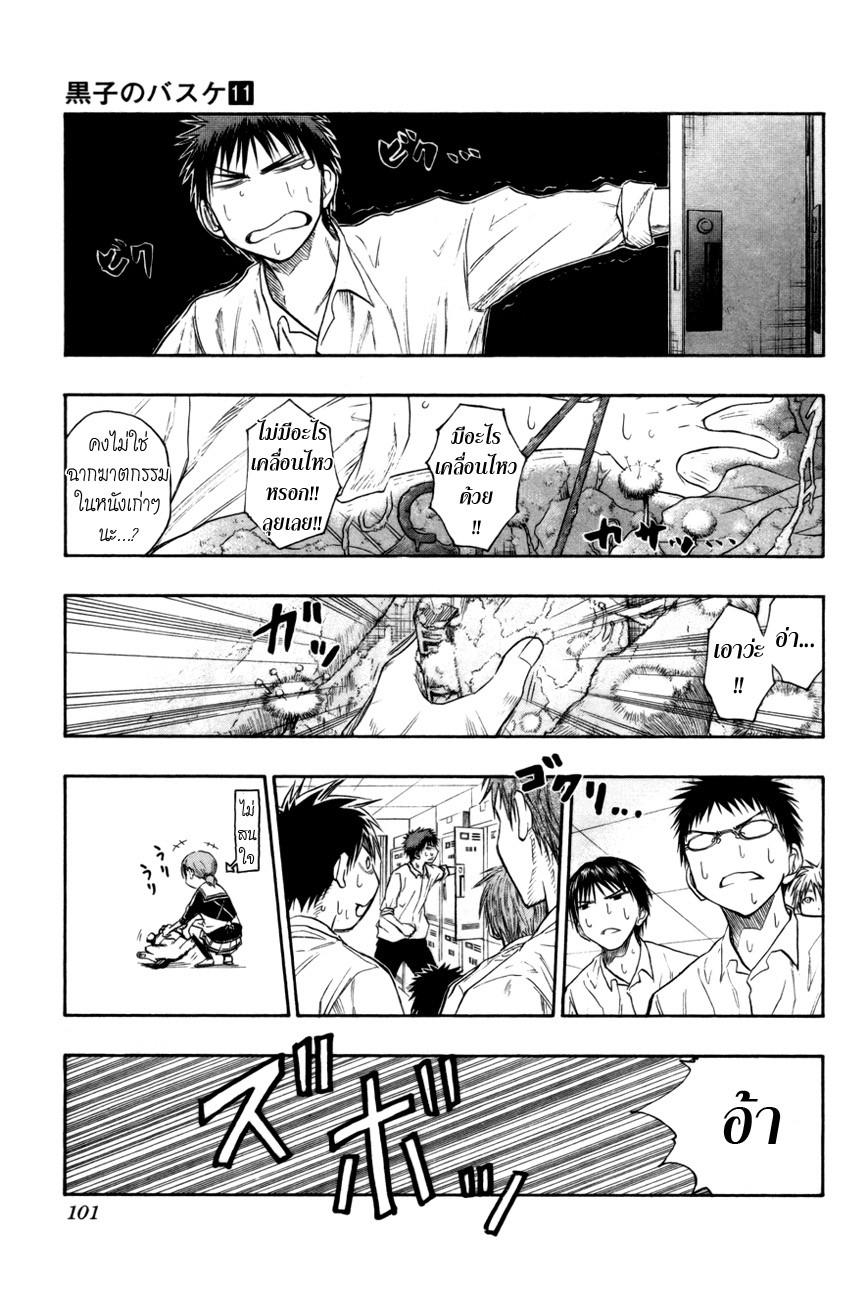 黒子のバスケ11
ビク…
ビク
มีอะไร
เคลื่อนไหว
ด้วย
!!
ไม่มีอะไร
เคลื่อนไหว
หรอก!!
ลุยเลย!!
คงไม่ใช่
ฉากฆาตกรรม
ในหนังเก่าๆ
นะ...?
カサッ…
อ่า...
เอาว่ะ
!!
ガッ
ゴクリ…
ไม่
สน
ใจ
うり
うり
อ้า
ズボッ
101